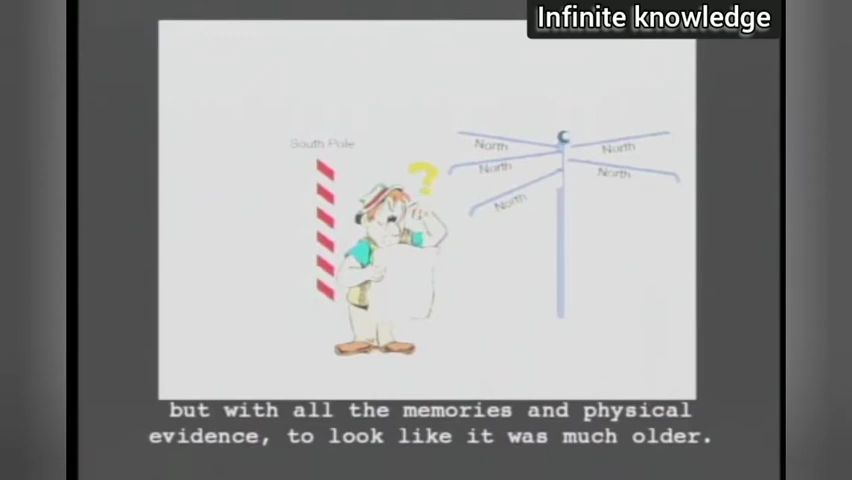 Infinite knowledge
South Pole
North
North
North
North
North
?
but with all the memories and physical
evidence, to look like it was much older.